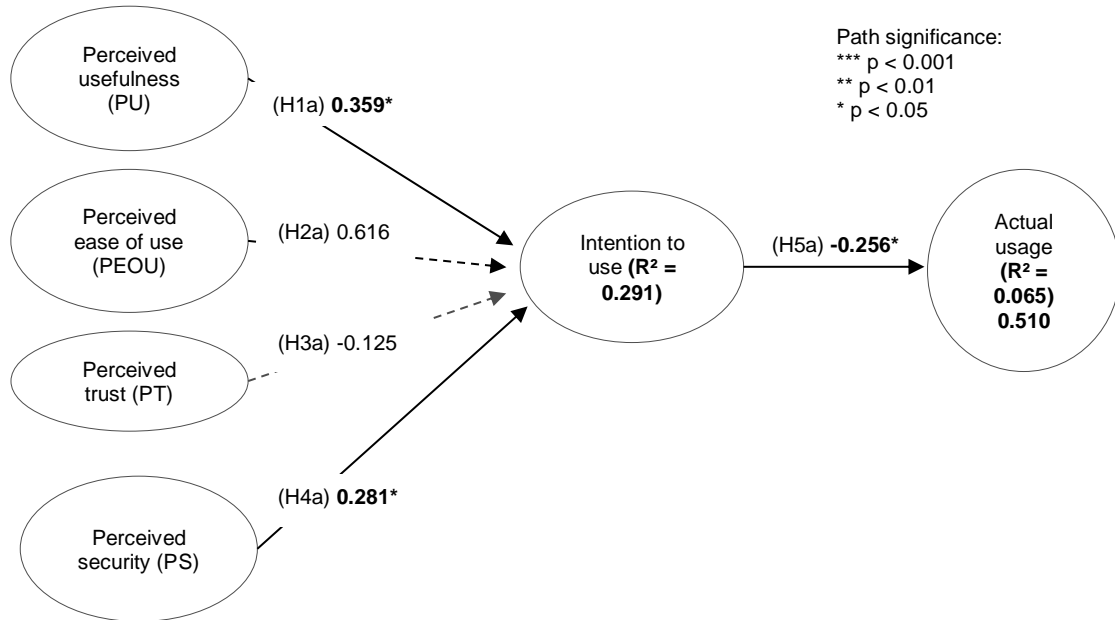 Perceived
usefulness
(PU)
(H1a) 0.359*
Path significance:
*** p < 0.001
** p < 0.01
* p < 0.05
Perceived
ease of use
(PEOU)
(H2a) 0.616
Intention to
use (R² =
0.291)
(H5a) -0.256*
Actual
usage
(R² =
0.065)
0.510
(H3a) -0.125
Perceived
trust (PT)
(H4a) 0.281*
Perceived
security (PS)